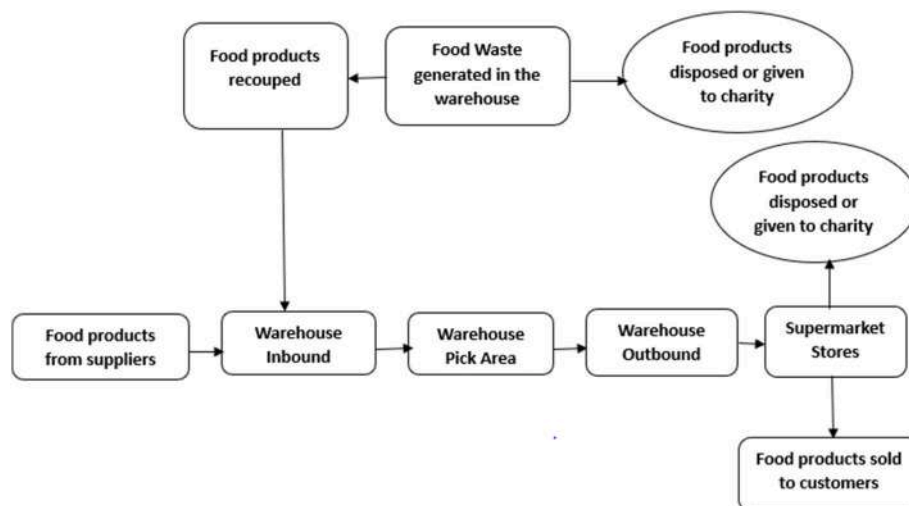 Food products
recouped
Food Waste
generated in the
warehouse
Food products
disposed or given
to charity
Food products
disposed or
given to charity
Food products
from suppliers
Warehouse
Inbound
Warehouse
Pick Area
Warehouse
Outbound
Supermarket
Stores
Food products sold
to customers